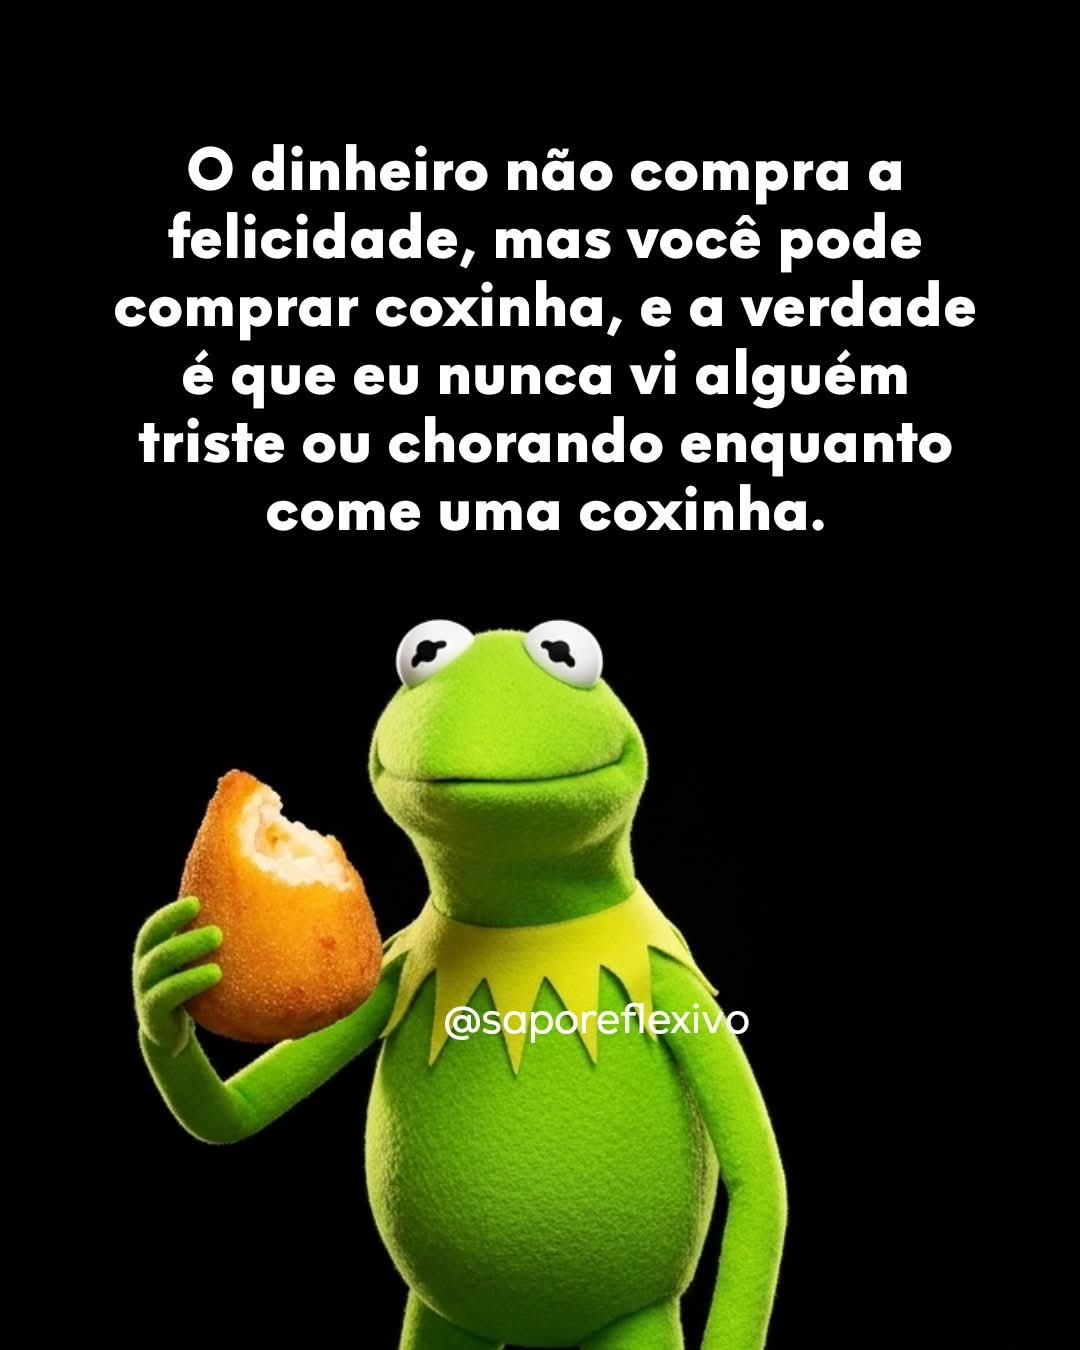 O dinheiro não compra a
felicidade, mas você pode
comprar coxinha, e a verdade
é que eu nunca vi alguém
triste ou chorando enquanto
come uma coxinha.
@saporeflexivo